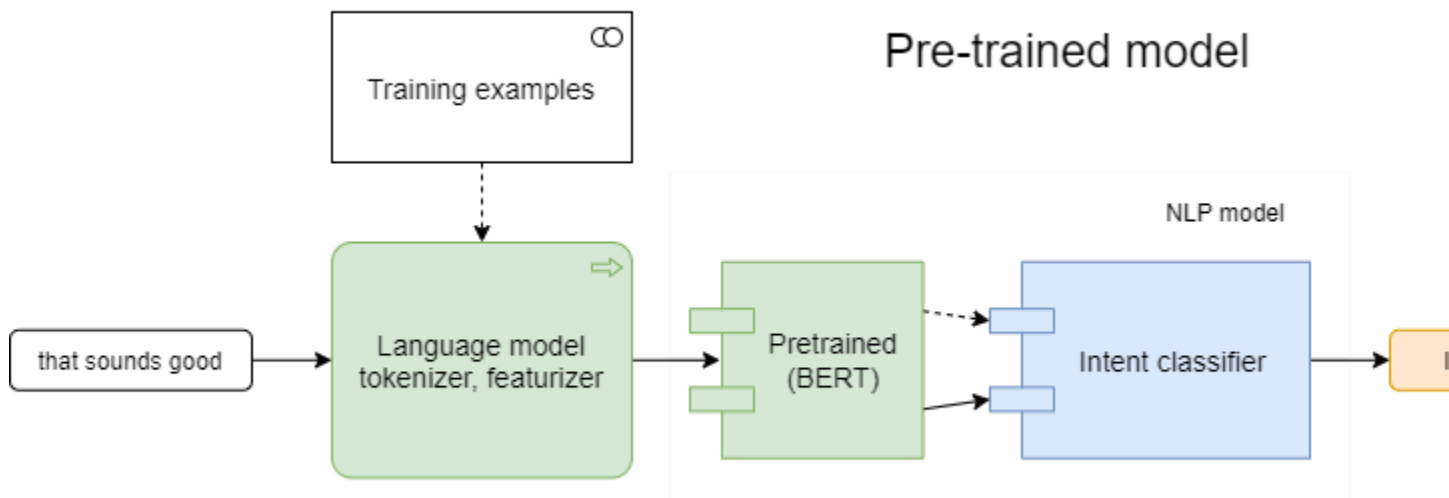 Pre-trained model
Training examples
NLP model
that sounds good
Language model
tokenizer, featurizer
Pretrained
(BERT)
Intent classifier